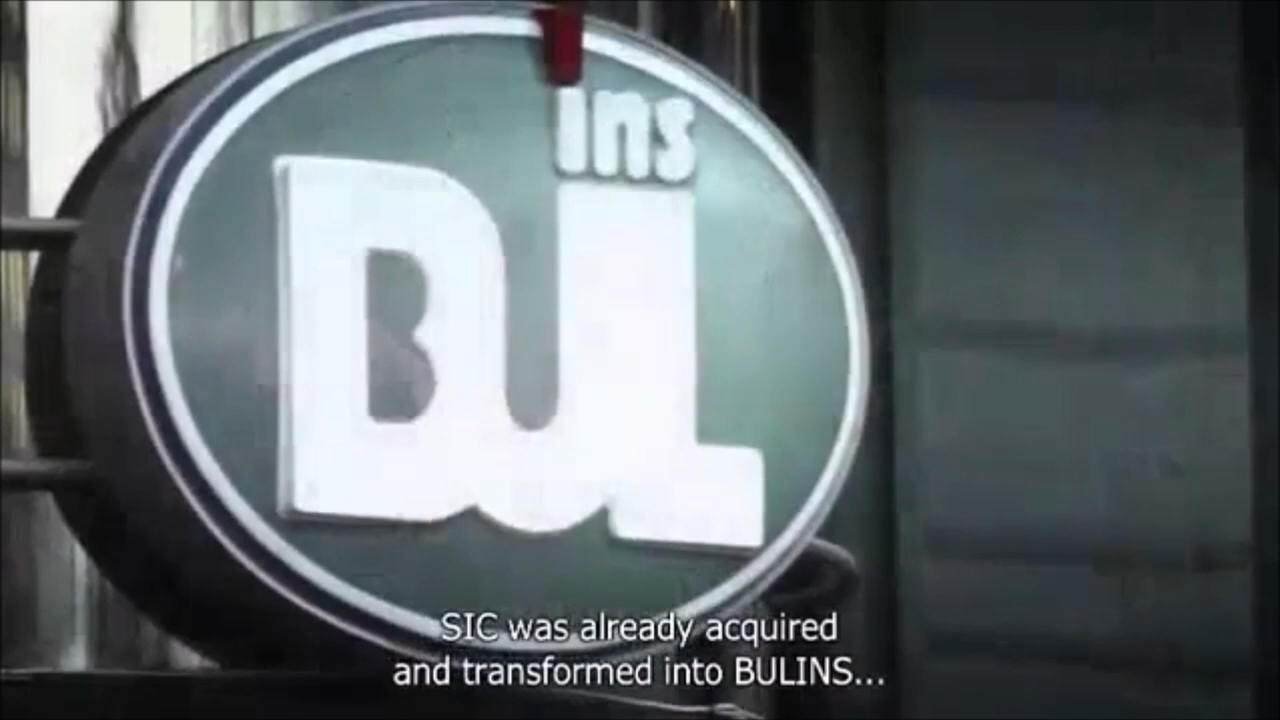 ins
BUL
SIC was already acquired
and transformed into BULINS...